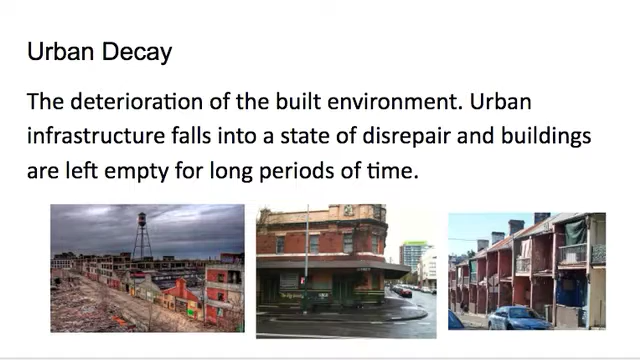 Urban Decay
The deterioration of the built environment. Urban
infrastructure falls into a state of disrepair and buildings
are left empty for long periods of time.